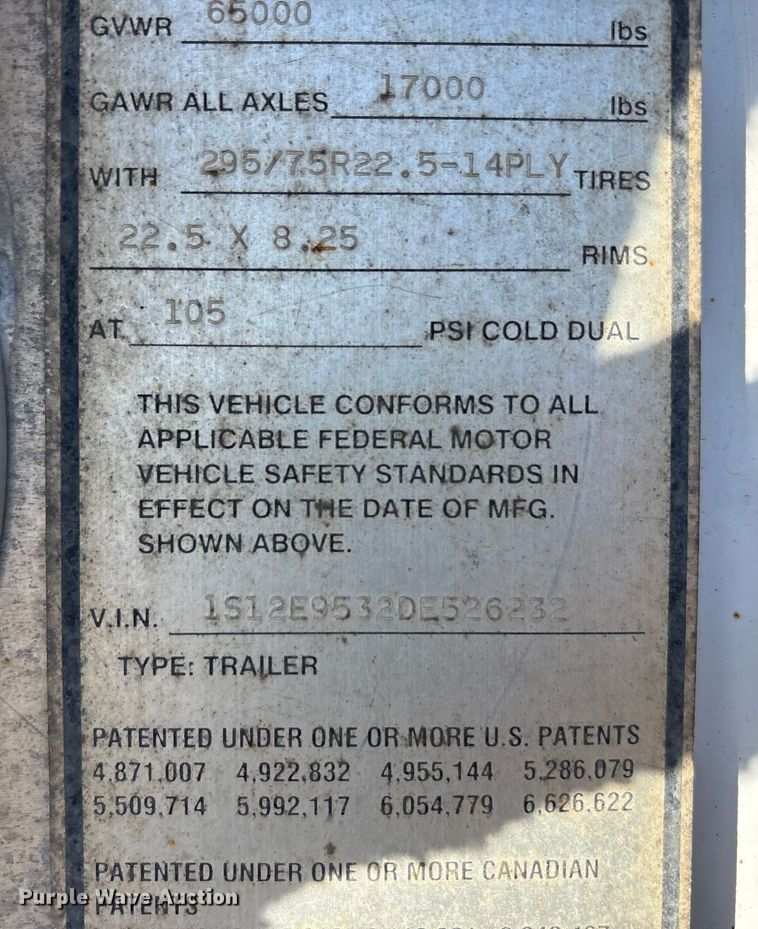 GVWR 65000 lbs
GAWR ALL AXLES 17000 lbs
WITH 295/75R22.5-14PLY TIRES
22.5 X 8.25 RIMS
AT 105 PSI COLD DUAL
THIS VEHICLE CONFORMS TO ALL
APPLICABLE FEDERAL MOTOR
VEHICLE SAFETY STANDARDS IN
EFFECT ON THE DATE OF MFG.
SHOWN ABOVE.
V.I.N. 1S12E9532DE526232
TYPE: TRAILER
PATENTED UNDER ONE OR MORE U.S. PATENTS
4,871,007 4,922,832 4,955,144 5,286,079
5,509,714 5,992,117 6,054,779 6,626,622
PATENTED UNDER ONE OR MORE CANADIAN
PATENTS
Purple Wave Auction